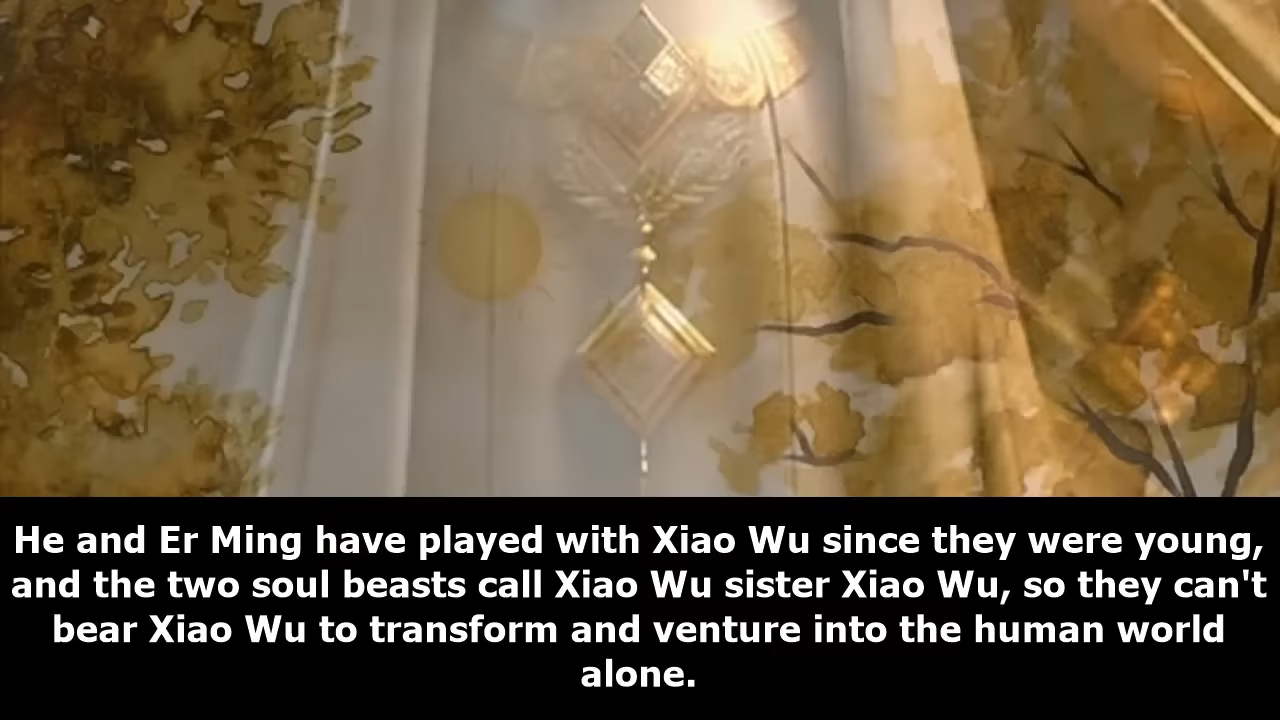 He and Er Ming have played with Xiao Wu since they were young,
and the two soul beasts call Xiao Wu sister Xiao Wu, so they can't
bear Xiao Wu to transform and venture into the human world
alone.